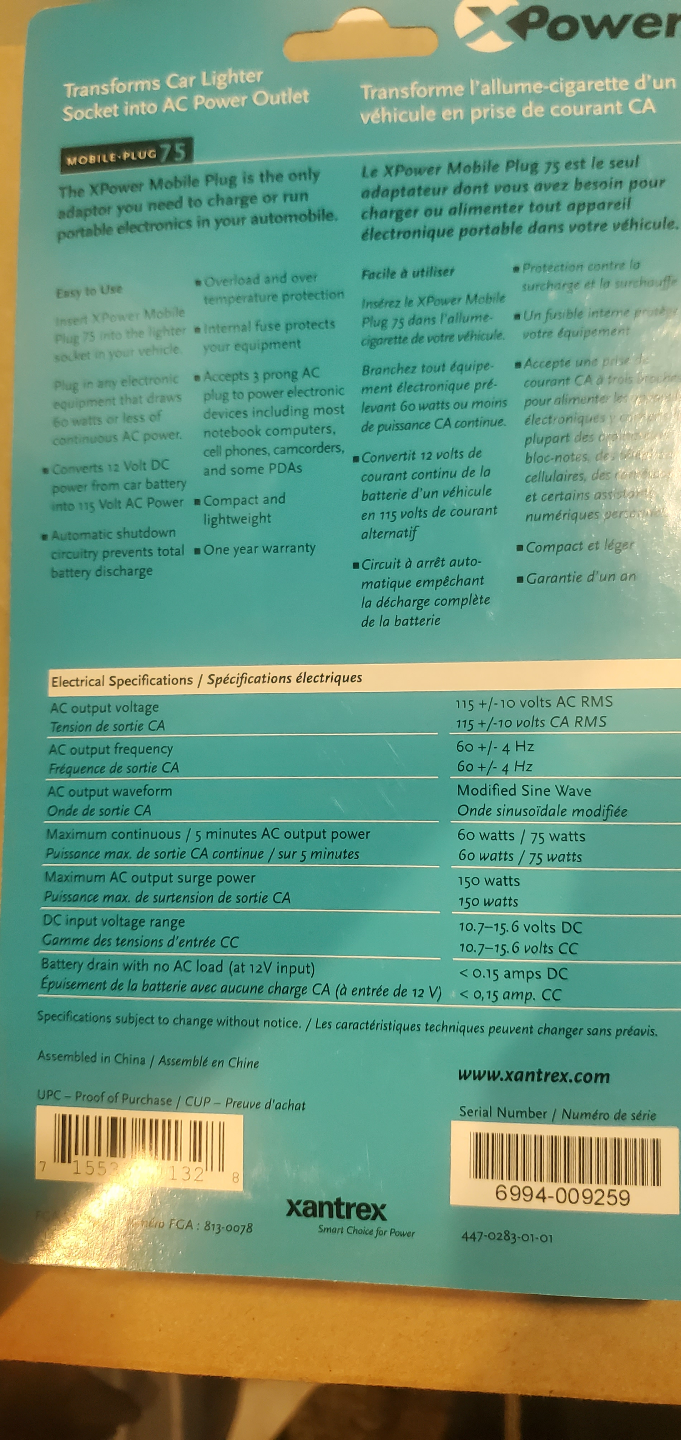 XPower
Transforms Car Lighter
Socket into AC Power Outlet
MOBILE•PLUG 75
The XPower Mobile Plug is the only
adaptor you need to charge or run
portable electronics in your automobile.
Easy to Use
Insert XPower Mobile
Plug 75 into the lighter
socket in your vehicle.
Plug in any electronic
equipment that draws
60 watts or less of
continuous AC power.
■ Converts 12 Volt DC
power from car battery
into 115 Volt AC Power
■ Automatic shutdown
circuitry prevents total
battery discharge
■ Overload and over
temperature protection
■ Internal fuse protects
your equipment
■ Accepts 3 prong AC
plug to power electronic
devices including most
notebook computers,
cell phones, camcorders,
and some PDAs
■ Compact and
lightweight
■ One year warranty
Transforme l'allume-cigarette d'un
véhicule en prise de courant CA
Le XPower Mobile Plug 75 est le seul
adaptateur dont vous avez besoin pour
charger ou alimenter tout appareil
électronique portable dans votre véhicule.
Facile à utiliser
Insérez le XPower Mobile
Plug 75 dans l'allume-
cigarette de votre véhicule.
Branchez tout équipe-
ment électronique pré-
levant 60 watts ou moins
de puissance CA continue.
■ Convertit 12 volts de
courant continu de la
batterie d'un véhicule
en 115 volts de courant
alternatif
■ Circuit à arrêt auto-
matique empêchant
la décharge complète
de la batterie
■ Protection contre la
surcharge et la surchauffe
■ Un fusible interne protège
votre équipement
■ Accepte une prise de
courant CA à trois
pour alimenter les
électroniques y
plupart des
bloc-notes, des
cellulaires, des
et certains
numériques
■ Compact et léger
■ Garantie d'un an
Electrical Specifications / Spécifications électriques
AC output voltage 115 +/-10 volts AC RMS
Tension de sortie CA 115 +/-10 volts CA RMS
AC output frequency 60 +/- 4 Hz
Fréquence de sortie CA 60 +/- 4 Hz
AC output waveform Modified Sine Wave
Onde de sortie CA Onde sinusoïdale modifiée
Maximum continuous / 5 minutes AC output power 60 watts / 75 watts
Puissance max. de sortie CA continue / sur 5 minutes 60 watts / 75 watts
Maximum AC output surge power 150 watts
Puissance max. de surtension de sortie CA 150 watts
DC input voltage range 10.7–15.6 volts DC
Gamme des tensions d'entrée CC 10.7–15.6 volts CC
Battery drain with no AC load (at 12V input) < 0.15 amps DC
Épuisement de la batterie avec aucune charge CA (à entrée de 12 V) < 0,15 amp. CC
Specifications subject to change without notice. / Les caractéristiques techniques peuvent changer sans préavis.
Assembled in China / Assemblé en Chine
www.xantrex.com
UPC – Proof of Purchase / CUP – Preuve d'achat
Serial Number / Numéro de série
7 132 8
6994-009259
FGA : 813-0078
xantrex
Smart Choice for Power
447-0283-01-01